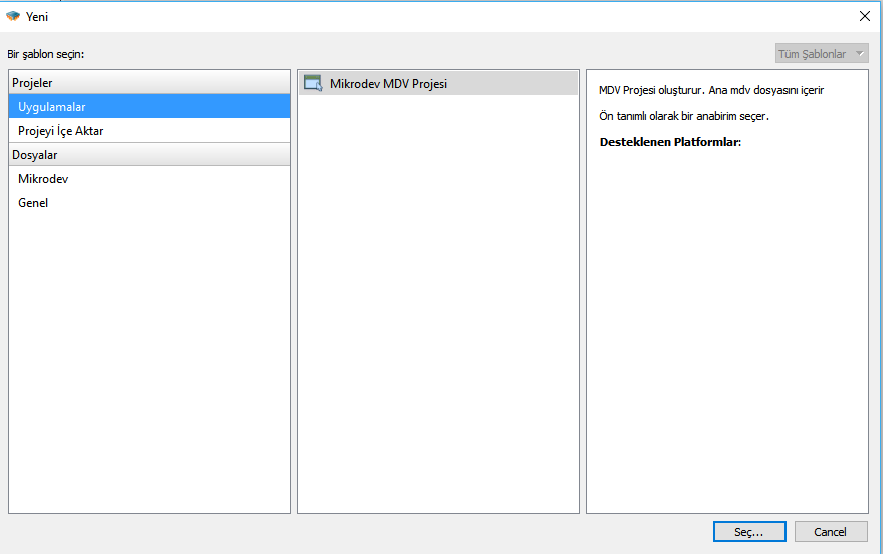 Yeni
Bir şablon seçin:
Tüm Şablonlar
Projeler
Uygulamalar
Projeyi İçe Aktar
Dosyalar
Mikrodev
Genel
Mikrodev MDV Projesi
MDV Projesi oluşturur. Ana mdv dosyasını içerir
Ön tanımlı olarak bir anabirim seçer.
Desteklenen Platformlar:
Seç...
Cancel